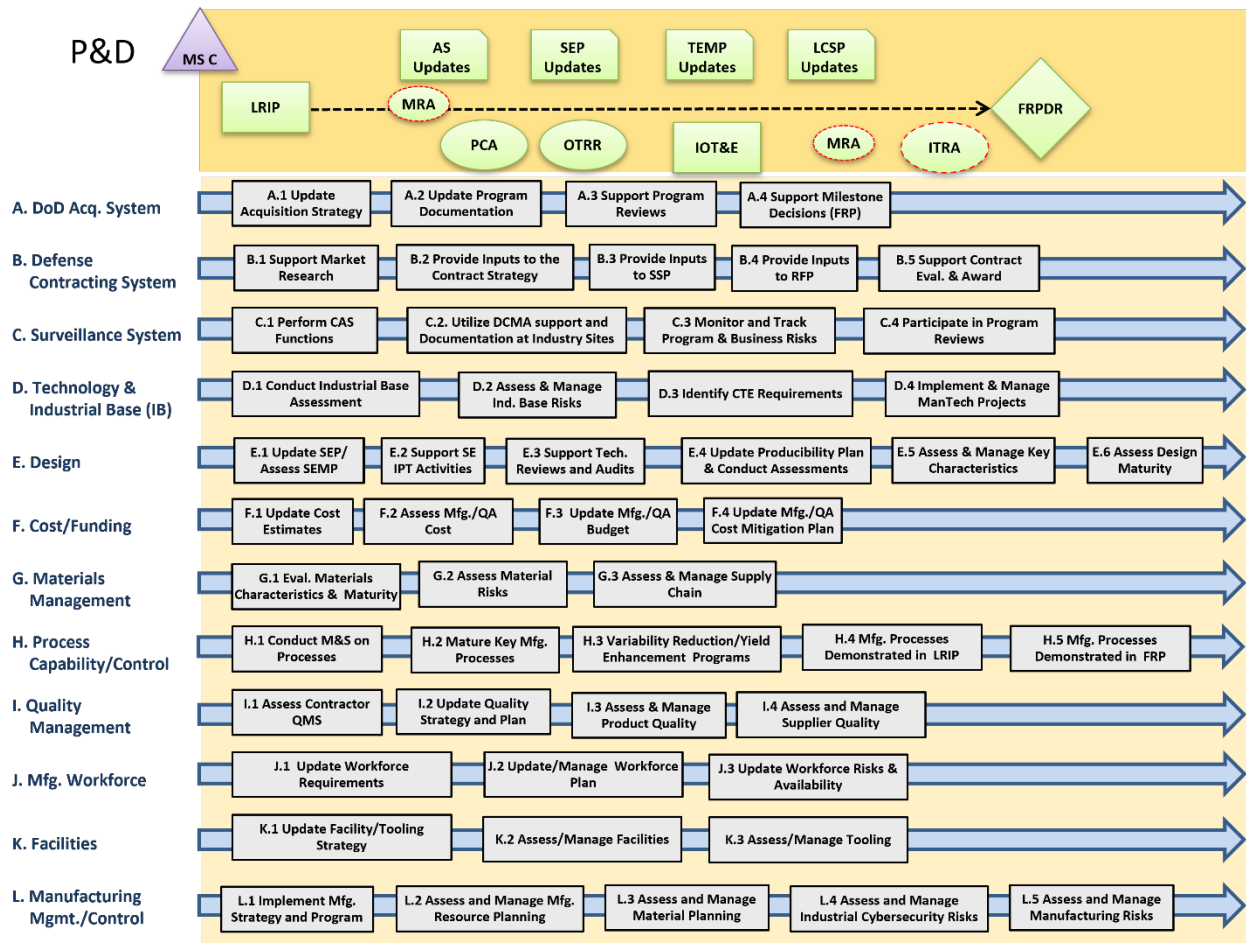 P&D
MS C
AS
Updates
SEP
Updates
TEMP
Updates
LCSP
Updates
LRIP
MRA
FRPDR
PCA
OTRR
IOT&E
MRA
ITRA
A. DoD Acq. System
A.1 Update
Acquisition Strategy
A.2 Update Program
Documentation
A.3 Support Program
Reviews
A.4 Support Milestone
Decisions (FRP)
B. Defense
Contracting System
B.1 Support Market
Research
B.2 Provide Inputs to the
Contract Strategy
B.3 Provide Inputs
to SSP
B.4 Provide Inputs
to RFP
B.5 Support Contract
Eval. & Award
C. Surveillance System
C.1 Perform CAS
Functions
C.2. Utilize DCMA support and
Documentation at Industry Sites
C.3 Monitor and Track
Program & Business Risks
C.4 Participate in Program
Reviews
D. Technology &
Industrial Base (IB)
D.1 Conduct Industrial Base
Assessment
D.2 Assess & Manage
Ind. Base Risks
D.3 Identify CTE Requirements
D.4 Implement & Manage
ManTech Projects
E. Design
E.1 Update SEP/
Assess SEMP
E.2 Support SE
IPT Activities
E.3 Support Tech.
Reviews and Audits
E.4 Update Producibility Plan
& Conduct Assessments
E.5 Assess & Manage Key
Characteristics
E.6 Assess Design
Maturity
F. Cost/Funding
F.1 Update Cost
Estimates
F.2 Assess Mfg./QA
Cost
F.3 Update Mfg./QA
Budget
F.4 Update Mfg./QA
Cost Mitigation Plan
G. Materials
Management
G.1 Eval. Materials
Characteristics & Maturity
G.2 Assess Material
Risks
G.3 Assess & Manage Supply
Chain
H. Process
Capability/Control
H.1 Conduct M&S on
Processes
H.2 Mature Key Mfg.
Processes
H.3 Variability Reduction/Yield
Enhancement Programs
H.4 Mfg. Processes
Demonstrated in LRIP
H.5 Mfg. Processes
Demonstrated in FRP
I. Quality
Management
I.1 Assess Contractor
QMS
I.2 Update Quality
Strategy and Plan
I.3 Assess & Manage
Product Quality
I.4 Assess and Manage
Supplier Quality
J. Mfg. Workforce
J.1 Update Workforce
Requirements
J.2 Update/Manage Workforce
Plan
J.3 Update Workforce Risks &
Availability
K. Facilities
K.1 Update Facility/Tooling
Strategy
K.2 Assess/Manage Facilities
K.3 Assess/Manage Tooling
L. Manufacturing
Mgmt./Control
L.1 Implement Mfg.
Strategy and Program
L.2 Assess and Manage Mfg.
Resource Planning
L.3 Assess and Manage
Material Planning
L.4 Assess and Manage
Industrial Cybersecurity Risks
L.5 Assess and Manage
Manufacturing Risks